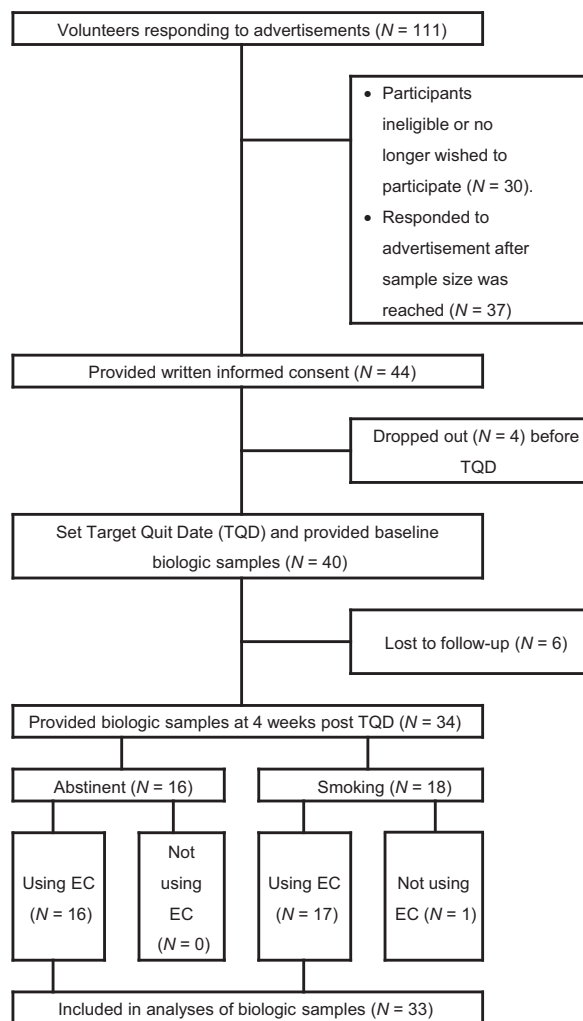 Volunteers responding to advertisements (N = 111)
• Participants
ineligible or no
longer wished to
participate (N = 30).
• Responded to
advertisement after
sample size was
reached (N = 37)
Provided written informed consent (N = 44)
Dropped out (N = 4) before
TQD
Set Target Quit Date (TQD) and provided baseline
biologic samples (N = 40)
Lost to follow-up (N = 6)
Provided biologic samples at 4 weeks post TQD (N = 34)
Abstinent (N = 16)
Smoking (N = 18)
Using EC
(N = 16)
Not
using
EC
(N = 0)
Using EC
(N = 17)
Not using
EC (N = 1)
Included in analyses of biologic samples (N = 33)